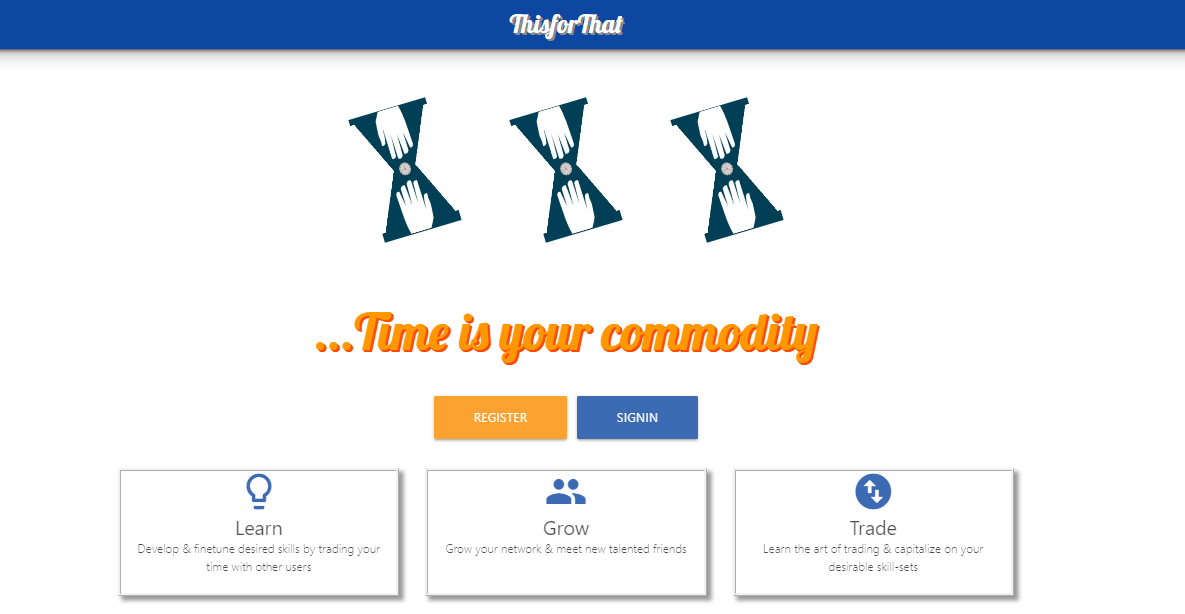 ThisforThat
...Time is your commodity
REGISTER
SIGNIN
Learn
Develop & finetune desired skills by trading your
time with other users
Grow
Grow your network & meet new talented friends
Trade
Learn the art of trading & capitalize on your
desirable skill-sets